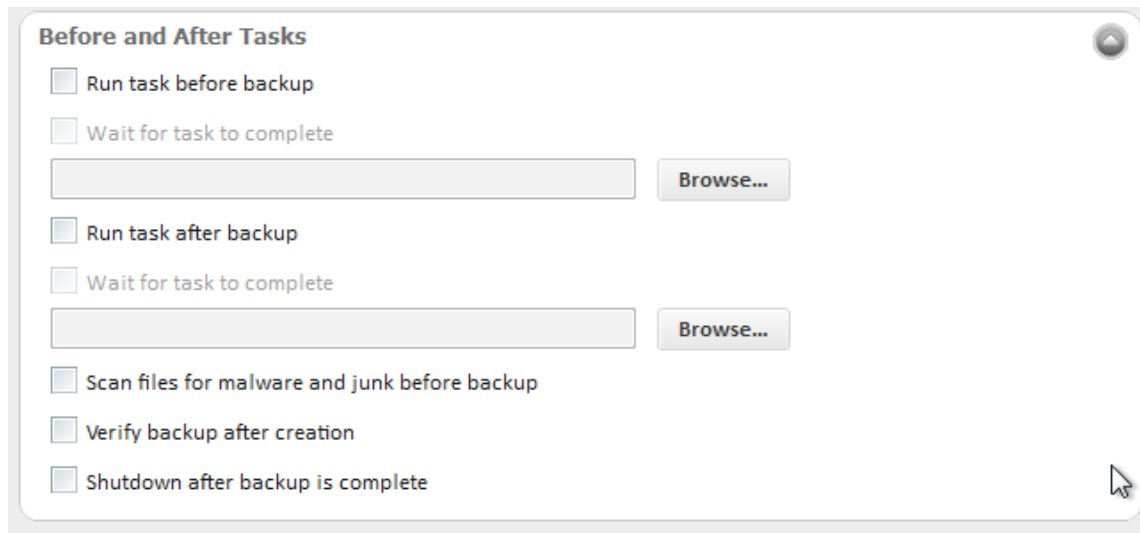 Before and After Tasks
Run task before backup
Wait for task to complete
Browse...
Run task after backup
Wait for task to complete
Browse...
Scan files for malware and junk before backup
Verify backup after creation
Shutdown after backup is complete